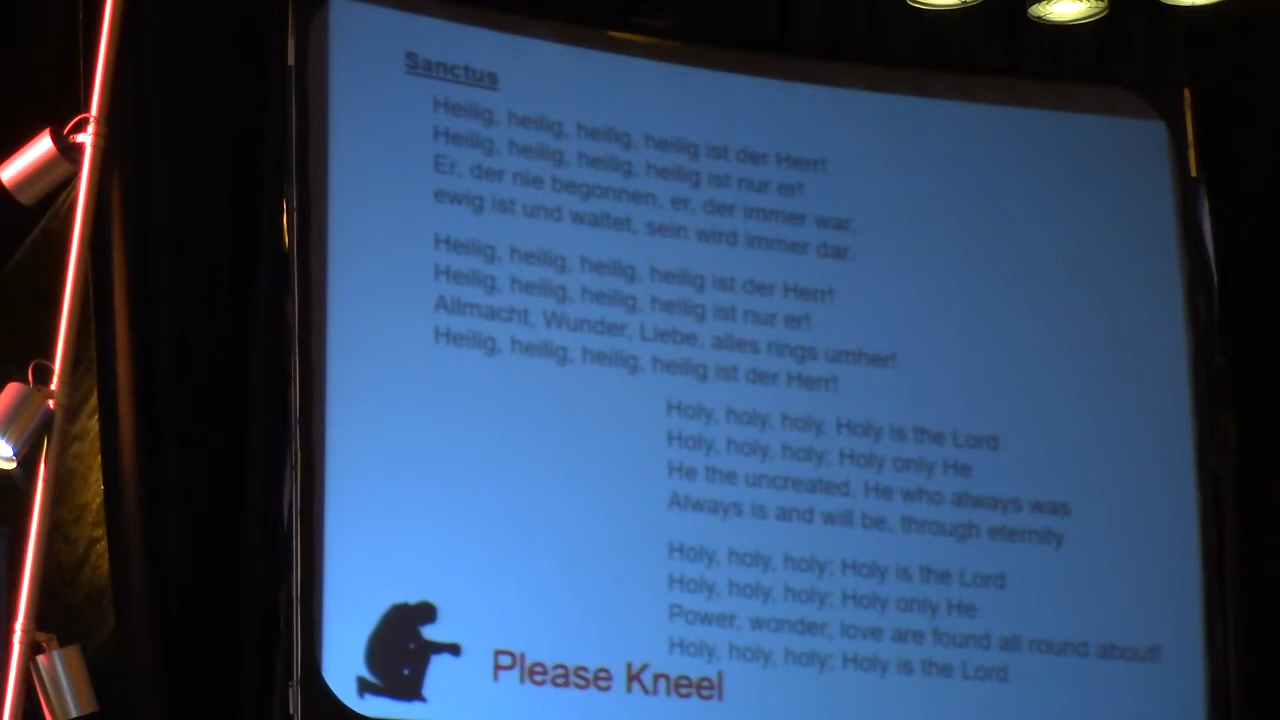 Sanctus
Heilig, heilig, heilig, heilig ist der Herr!
Heilig, heilig, heilig, heilig ist nur er!
Er, der nie begonnen, er, der immer war,
ewig ist und waltet, sein wird immer dar.
Heilig, heilig, heilig, heilig ist der Herr!
Heilig, heilig, heilig, heilig ist nur er!
Allmacht, Wunder, Liebe, alles rings umher!
Heilig, heilig, heilig, heilig ist der Herr!
Holy, holy, holy, Holy is the Lord
Holy, holy, holy; Holy only He
He the uncreated, He who always was
Always is and will be, through eternity
Holy, holy, holy; Holy is the Lord
Holy, holy, holy; Holy only He
Power, wonder, love are found all round about!
Holy, holy, holy; Holy is the Lord
Please Kneel